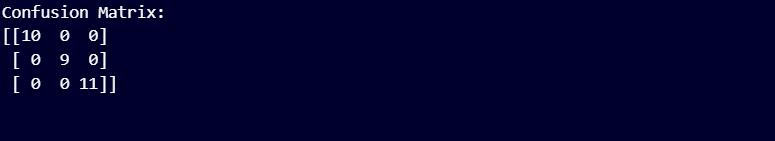 Confusion Matrix:
[[10  0  0]
 [ 0  9  0]
 [ 0  0 11]]